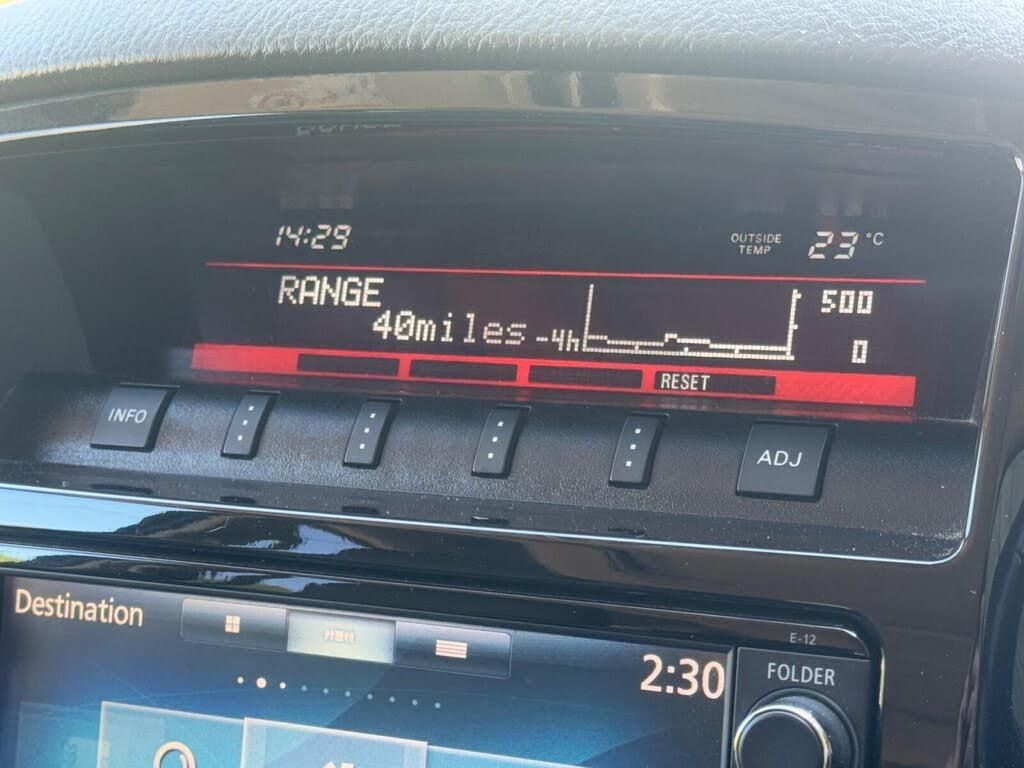 14:29
OUTSIDE TEMP 23 °C
RANGE
40miles -4h
500
0
RESET
INFO
ADJ
Destination
2:30
E-12
FOLDER